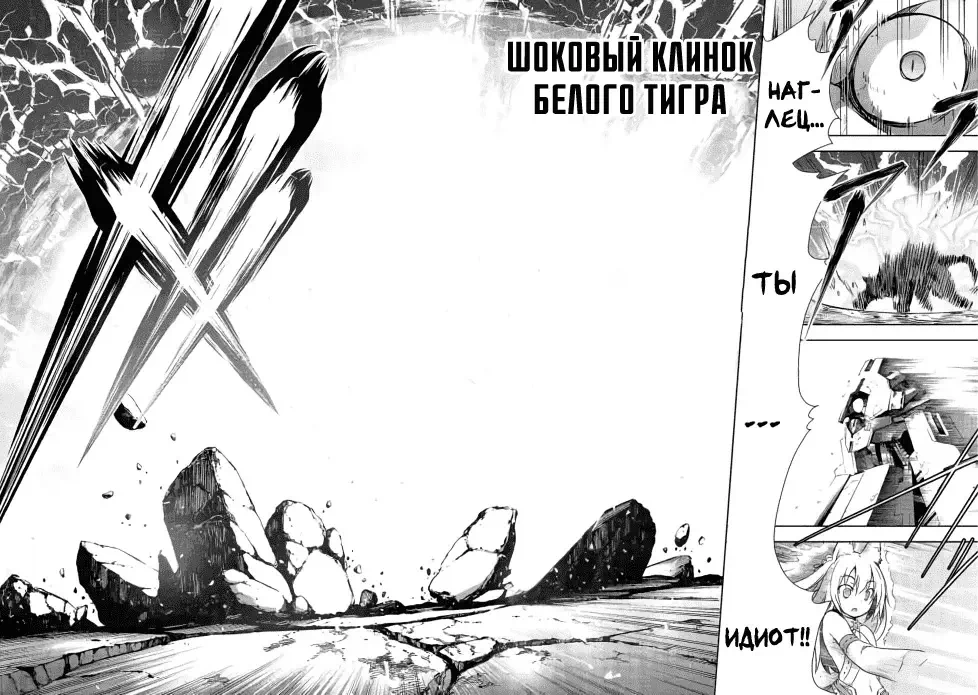 НАГ-
ЛЕЦ...
ТЫ
...
ИДИОТ!!
ШОКОВЫЙ КЛИНОК
БЕЛОГО ТИГРА